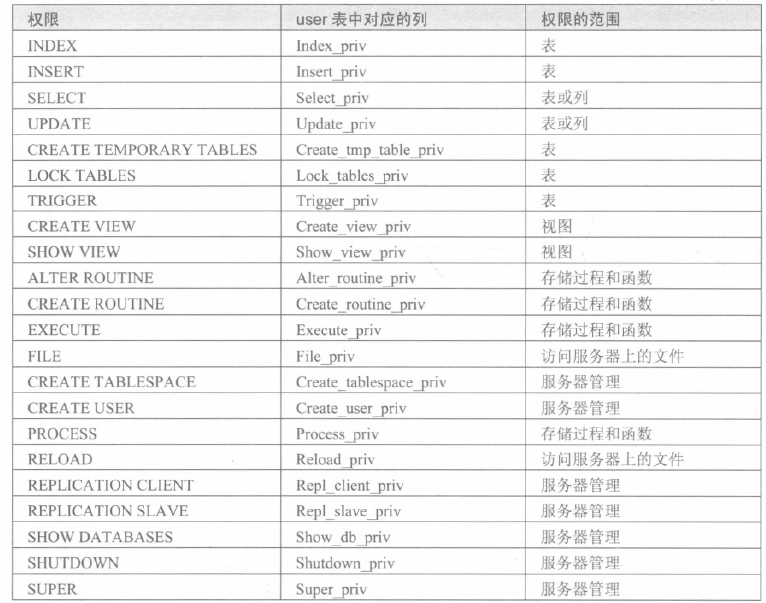 权限 user 表中对应的列 权限的范围
INDEX Index_priv 表
INSERT Insert_priv 表
SELECT Select_priv 表或列
UPDATE Update_priv 表或列
CREATE TEMPORARY TABLES Create_tmp_table_priv 表
LOCK TABLES Lock_tables_priv 表
TRIGGER Trigger_priv 表
CREATE VIEW Create_view_priv 视图
SHOW VIEW Show_view_priv 视图
ALTER ROUTINE Alter_routine_priv 存储过程和函数
CREATE ROUTINE Create_routine_priv 存储过程和函数
EXECUTE Execute_priv 存储过程和函数
FILE File_priv 访问服务器上的文件
CREATE TABLESPACE Create_tablespace_priv 服务器管理
CREATE USER Create_user_priv 服务器管理
PROCESS Process_priv 存储过程和函数
RELOAD Reload_priv 访问服务器上的文件
REPLICATION CLIENT Repl_client_priv 服务器管理
REPLICATION SLAVE Repl_slave_priv 服务器管理
SHOW DATABASES Show_db_priv 服务器管理
SHUTDOWN Shutdown_priv 服务器管理
SUPER Super_priv 服务器管理